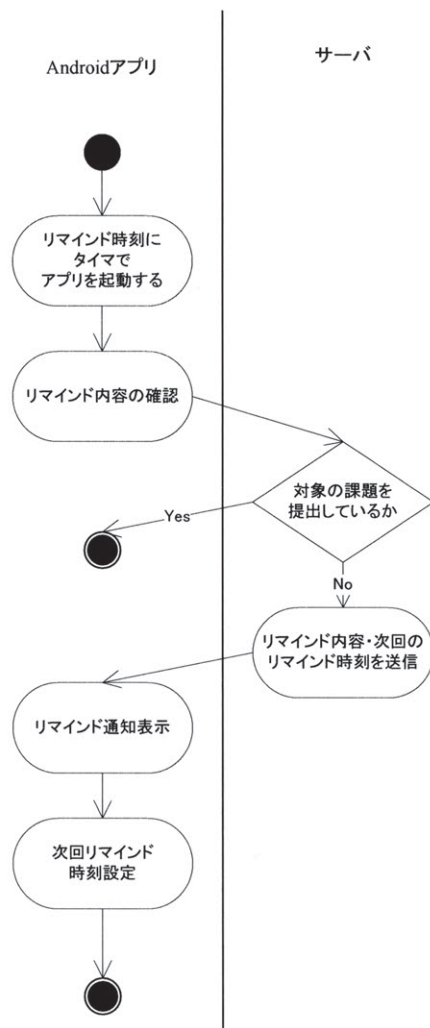 Androidアプリ
サーバ
リマインド時刻に
タイマで
アプリを起動する
リマインド内容の確認
対象の課題を
提出しているか
Yes
No
リマインド内容・次回の
リマインド時刻を送信
リマインド通知表示
次回リマインド
時刻設定